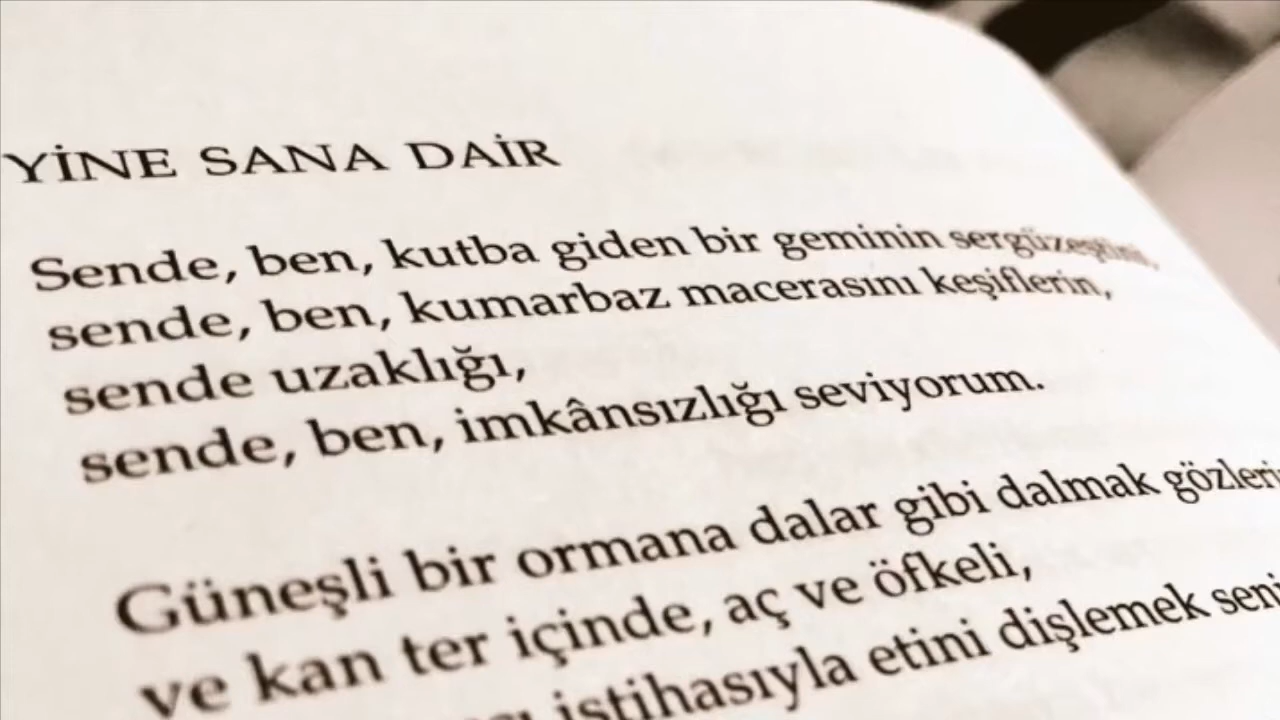 YİNE SANA DAİR
Sende, ben, kutba giden bir geminin sergüzeştini,
sende, ben, kumarbaz macerasını keşiflerin,
sende uzaklığı,
sende, ben, imkânsızlığı seviyorum.
Güneşli bir ormana dalar gibi dalmak
ve kan ter içinde, aç ve öfkeli,
istihasıyla etini dişlemek